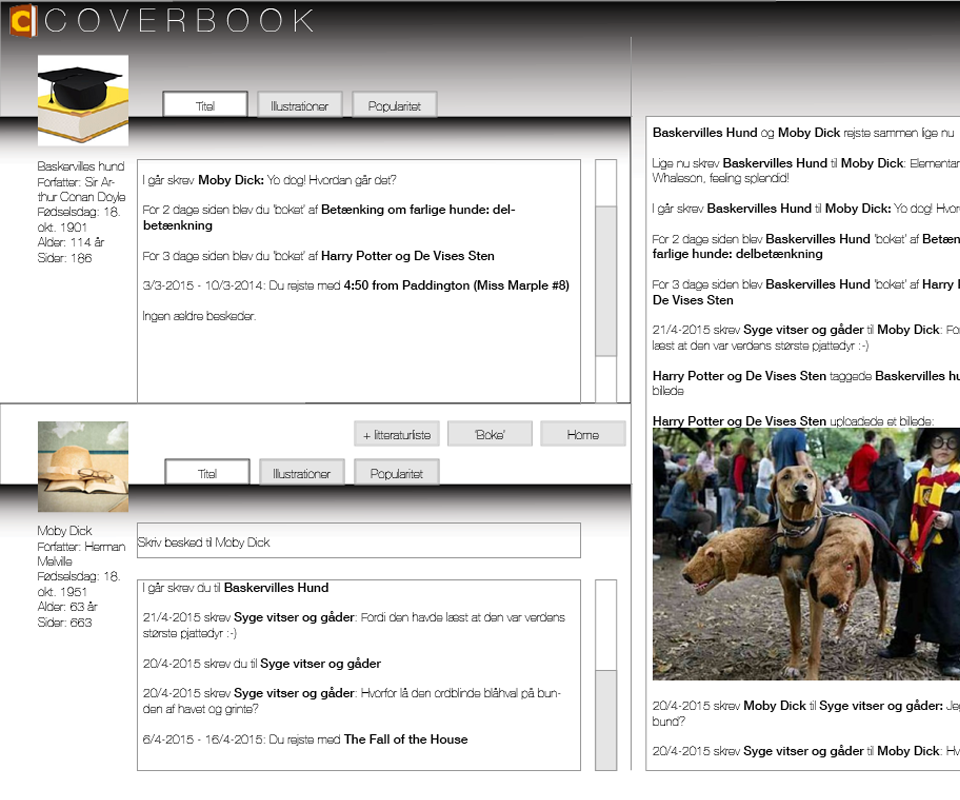 COVERBOOK
Titel
Illustrationer
Popularitet
Baskervilles hund
Forfatter: Sir Ar-
thur Conan Doyle
Fødselsdag: 18.
okt. 1901
Alder: 114 år
Sider: 186
I går skrev Moby Dick: Yo dog! Hvordan går det?
For 2 dage siden blev du 'boket' af Betænking om farlige hunde: del-
betænkning
For 3 dage siden blev du 'boket' af Harry Potter og De Vises Sten
3/3-2015 - 10/3-2014: Du rejste med 4:50 from Paddington (Miss Marple #8)
Ingen ældre beskeder.
+ litteraturliste
'Boke'
Home
Titel
Illustrationer
Popularitet
Moby Dick
Forfatter: Herman
Melville
Fødselsdag: 18.
okt. 1951
Alder: 63 år
Sider: 663
Skriv besked til Moby Dick
I går skrev du til Baskervilles Hund
21/4-2015 skrev Syge vitser og gåder: Fordi den havde læst at den var verdens
største pjattedyr :-)
20/4-2015 skrev du til Syge vitser og gåder
20/4-2015 skrev Syge vitser og gåder: Hvorfor lå den ordblinde blåhval på bun-
den af havet og grinte?
6/4-2015 - 16/4-2015: Du rejste med The Fall of the House
Baskervilles Hund og Moby Dick rejste sammen lige nu
Lige nu skrev Baskervilles Hund til Moby Dick: Elementar
Whaleson, feeling splendid!
I går skrev Baskervilles Hund til Moby Dick: Yo dog! Hvor
For 2 dage siden blev Baskervilles Hund 'boket' af Betæn
farlige hunde: delbetænkning
For 3 dage siden blev Baskervilles Hund 'boket' af Harry
De Vises Sten
21/4-2015 skrev Syge vitser og gåder til Moby Dick: Fo
læst at den var verdens største pjattedyr :-)
Harry Potter og De Vises Sten taggede Baskervilles hu
billede
Harry Potter og De Vises Sten uploadede et billede:
20/4-2015 skrev Moby Dick til Syge vitser og gåder: Je
bund?
20/4-2015 skrev Syge vitser og gåder til Moby Dick: Hv